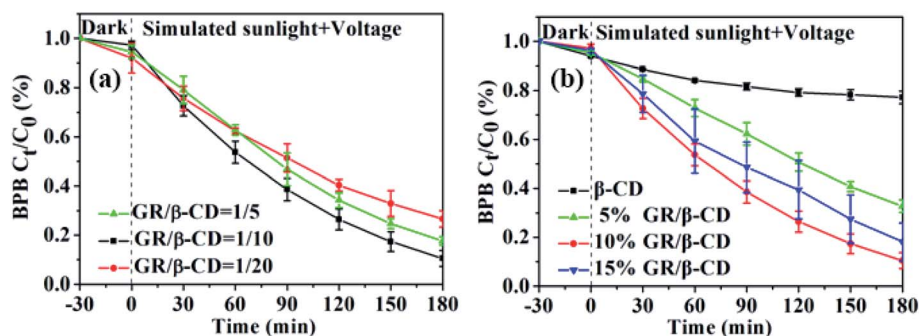 Dark Simulated sunlight+Voltage
(a)
BPB Ct/C0 (%)
1.0
0.8
0.6
0.4
0.2
0.0
GR/β-CD=1/5
GR/β-CD=1/10
GR/β-CD=1/20
-30 0 30 60 90 120 150 180
Time (min)
Dark Simulated sunlight+Voltage
(b)
BPB Ct/C0 (%)
1.0
0.8
0.6
0.4
0.2
0.0
β-CD
5% GR/β-CD
10% GR/β-CD
15% GR/β-CD
-30 0 30 60 90 120 150 180
Time (min)